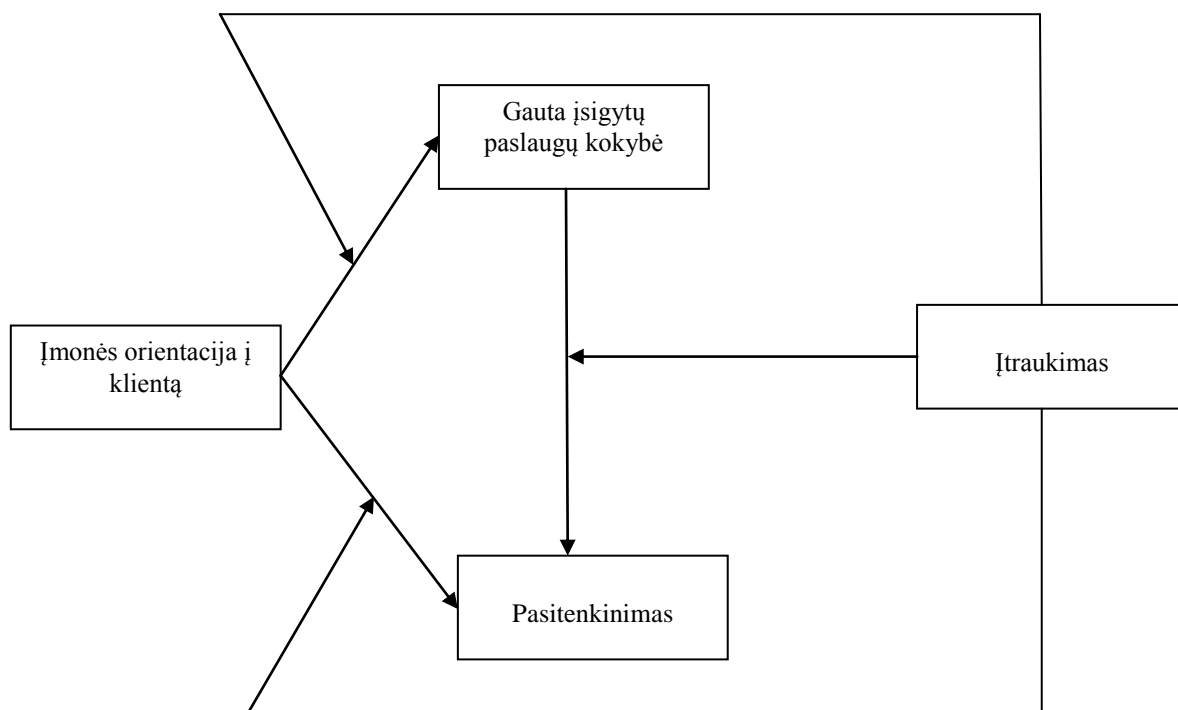 Gauta įsigytų
paslaugų kokybė
Įmonės orientacija į
klientą
Įtraukimas
Pasitenkinimas